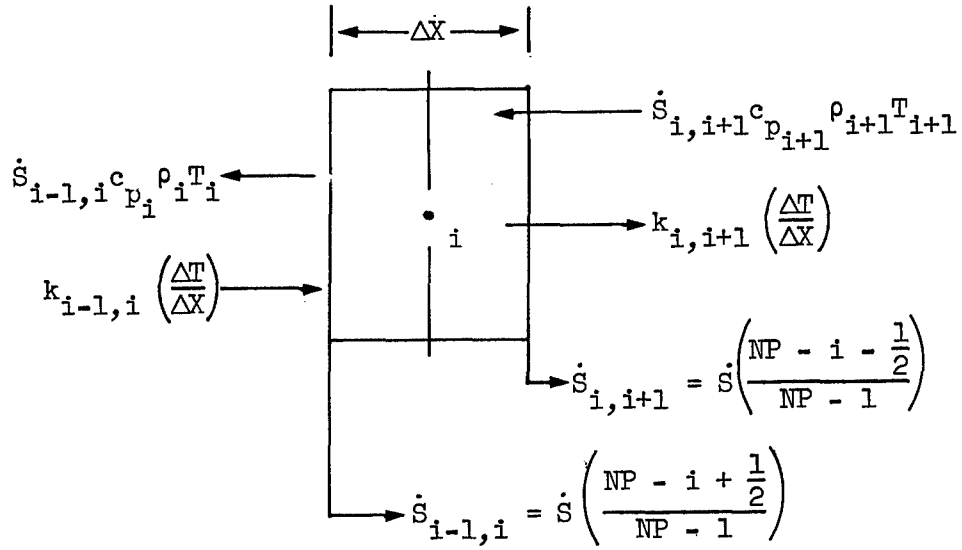 ΔẊ
Ṡ_{i,i+1} c_{p_{i+1}} ρ_{i+1} T_{i+1}
Ṡ_{i-1,i} c_{p_i} ρ_i T_i
i
k_{i,i+1} (ΔT/ΔX)
k_{i-1,i} (ΔT/ΔX)
Ṡ_{i,i+1} = Ṡ((NP - i - 1/2)/(NP - 1))
Ṡ_{i-1,i} = Ṡ((NP - i + 1/2)/(NP - 1))